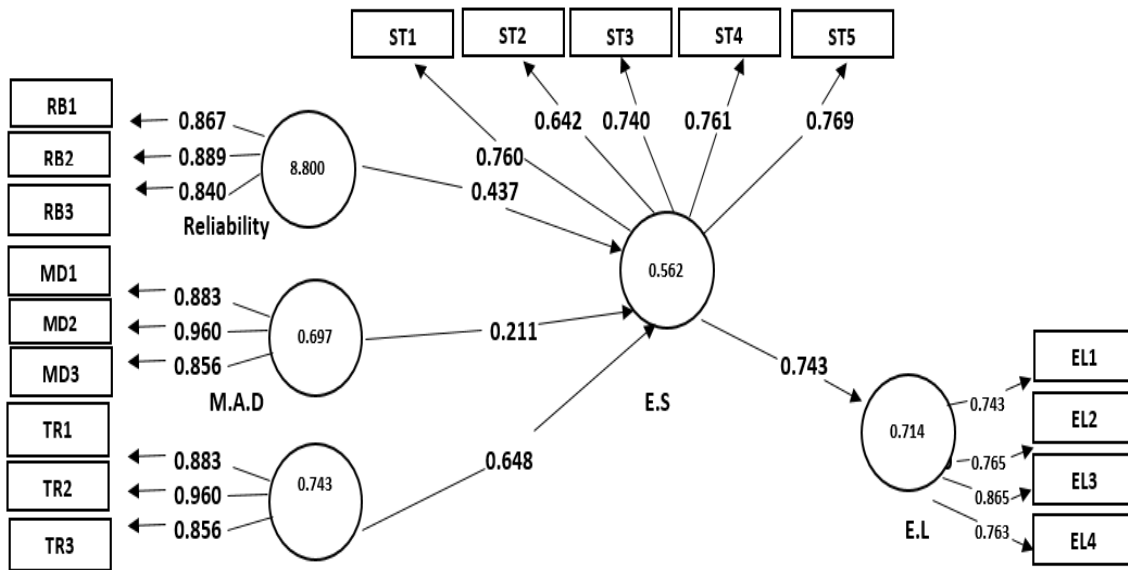 ST1
ST2
ST3
ST4
ST5
RB1
RB2
RB3
0.867
0.889
0.840
8.800
Reliability
0.437
0.760
0.642
0.740
0.761
0.769
MD1
MD2
MD3
0.883
0.960
0.856
0.697
M.A.D
0.211
0.562
E.S
0.743
TR1
TR2
TR3
0.883
0.960
0.856
0.743
0.648
0.714
E.L
0.743
0.765
0.865
0.763
EL1
EL2
EL3
EL4